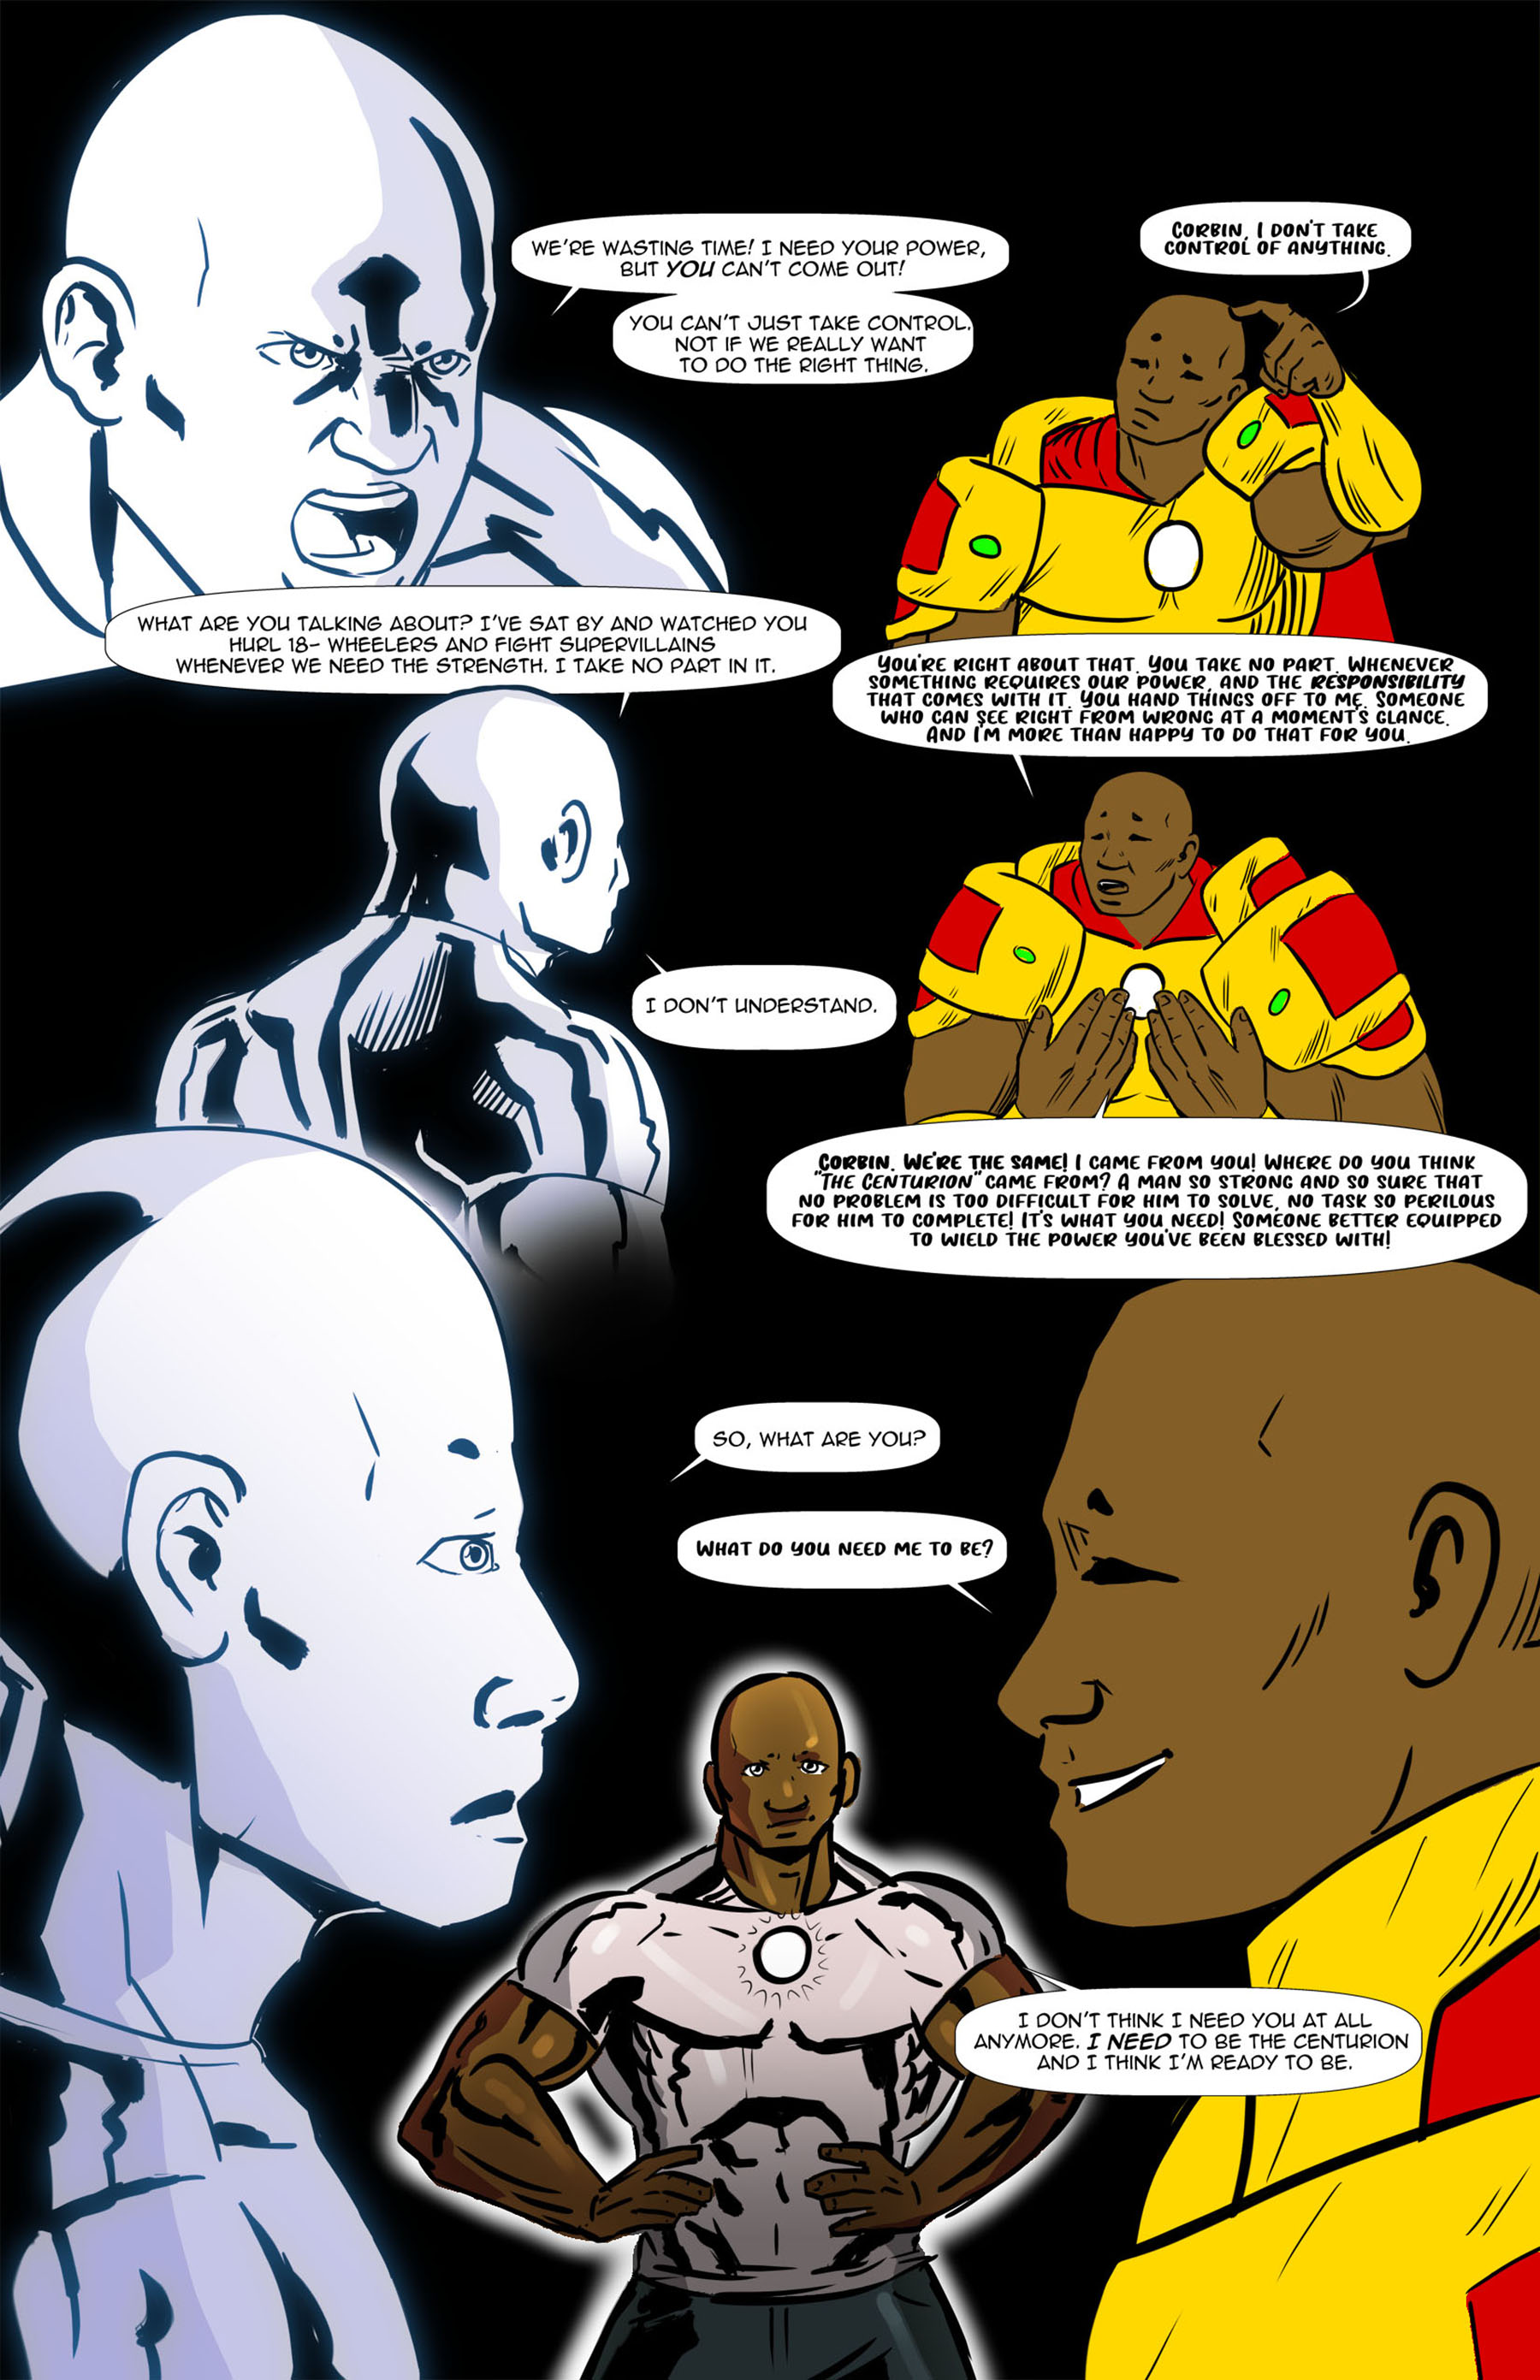 WE'RE WASTING TIME! I NEED YOUR POWER,
BUT YOU CAN'T COME OUT!
YOU CAN'T JUST TAKE CONTROL.
NOT IF WE REALLY WANT
TO DO THE RIGHT THING.
CORBIN, I DON'T TAKE
CONTROL OF ANYTHING.
WHAT ARE YOU TALKING ABOUT? I'VE SAT BY AND WATCHED YOU
HURL 18- WHEELERS AND FIGHT SUPERVILLAINS
WHENEVER WE NEED THE STRENGTH. I TAKE NO PART IN IT.
YOU'RE RIGHT ABOUT THAT. YOU TAKE NO PART. WHENEVER
SOMETHING REQUIRES OUR POWER, AND THE RESPONSIBILITY
THAT COMES WITH IT. YOU HAND THINGS OFF TO ME. SOMEONE
WHO CAN SEE RIGHT FROM WRONG AT A MOMENT'S GLANCE.
AND I'M MORE THAN HAPPY TO DO THAT FOR YOU.
I DON'T UNDERSTAND.
CORBIN, WE'RE THE SAME! I CAME FROM YOU! WHERE DO YOU THINK
"THE CENTURION" CAME FROM? A MAN SO STRONG AND SO SURE THAT
NO PROBLEM IS TOO DIFFICULT FOR HIM TO SOLVE, NO TASK SO PERILOUS
FOR HIM TO COMPLETE! IT'S WHAT YOU NEED! SOMEONE BETTER EQUIPPED
TO WIELD THE POWER YOU'VE BEEN BLESSED WITH!
SO, WHAT ARE YOU?
WHAT DO YOU NEED ME TO BE?
I DON'T THINK I NEED YOU AT ALL
ANYMORE. I NEED TO BE THE CENTURION
AND I THINK I'M READY TO BE.